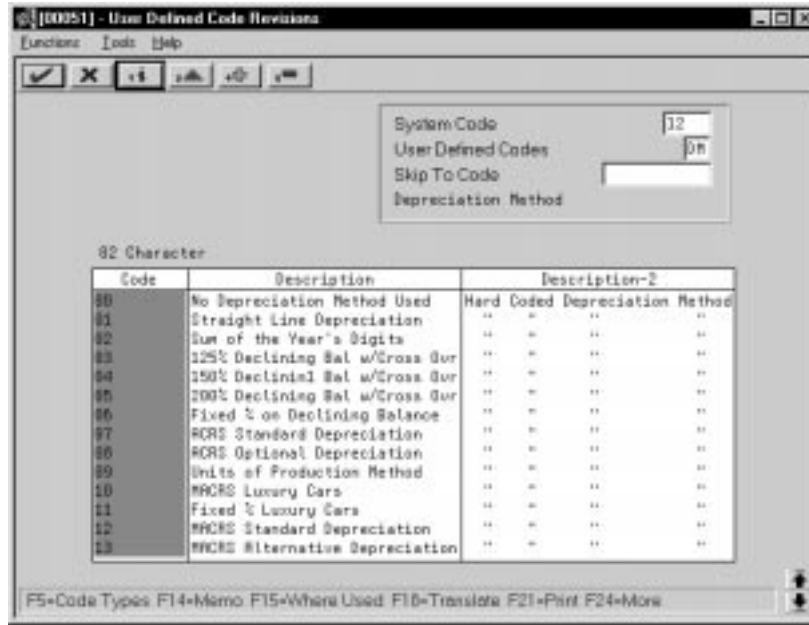 [00051] - User Defined Code Revisions
Functions Tools Help
System Code 12
User Defined Codes DM
Skip To Code
Depreciation Method
02 Character
Code Description Description-2
00 No Depreciation Method Used Hard Coded Depreciation Method
01 Straight Line Depreciation " " " "
02 Sum of the Year's Digits " " " "
03 125% Declining Bal w/Cross Ovr " " " "
04 150% Declinin1 Bal w/Cross Ovr " " " "
05 200% Declining Bal w/Cross Ovr " " " "
06 Fixed % on Declining Balance " " " "
07 ACRS Standard Depreciation " " " "
08 ACRS Optional Depreciation " " " "
09 Units of Production Method " " " "
10 MACRS Luxury Cars " " " "
11 Fixed % Luxury Cars " " " "
12 MACRS Standard Depreciation " " " "
13 MACRS Alternative Depreciation " " " "
F5=Code Types F14=Memo F15=Where Used F18=Translate F21=Print F24=More